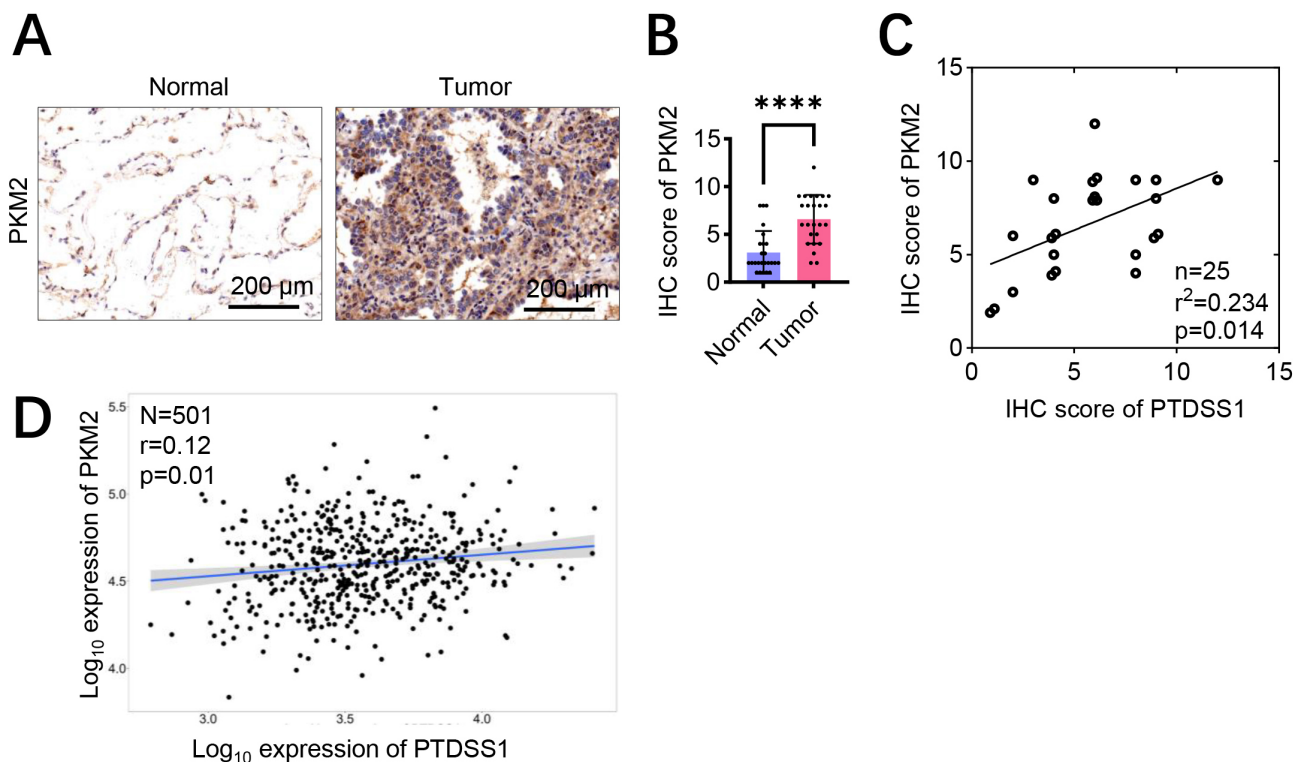 A
Normal
Tumor
PKM2
200 μm
200 μm
B
****
IHC score of PKM2
15
10
5
0
Normal
Tumor
C
IHC score of PKM2
15
10
5
0
n=25
r²=0.234
p=0.014
0
5
10
15
IHC score of PTDSS1
D
Log₁₀ expression of PKM2
5.5
5.0
4.5
4.0
N=501
r=0.12
p=0.01
3.0
3.5
4.0
Log₁₀ expression of PTDSS1